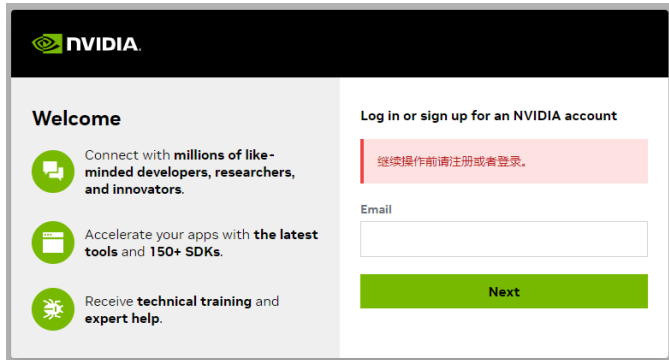 NVIDIA.
Welcome
Connect with millions of like-
minded developers, researchers,
and innovators.
Accelerate your apps with the latest
tools and 150+ SDKs.
Receive technical training and
expert help.
Log in or sign up for an NVIDIA account
继续操作前请注册或者登录。
Email
Next